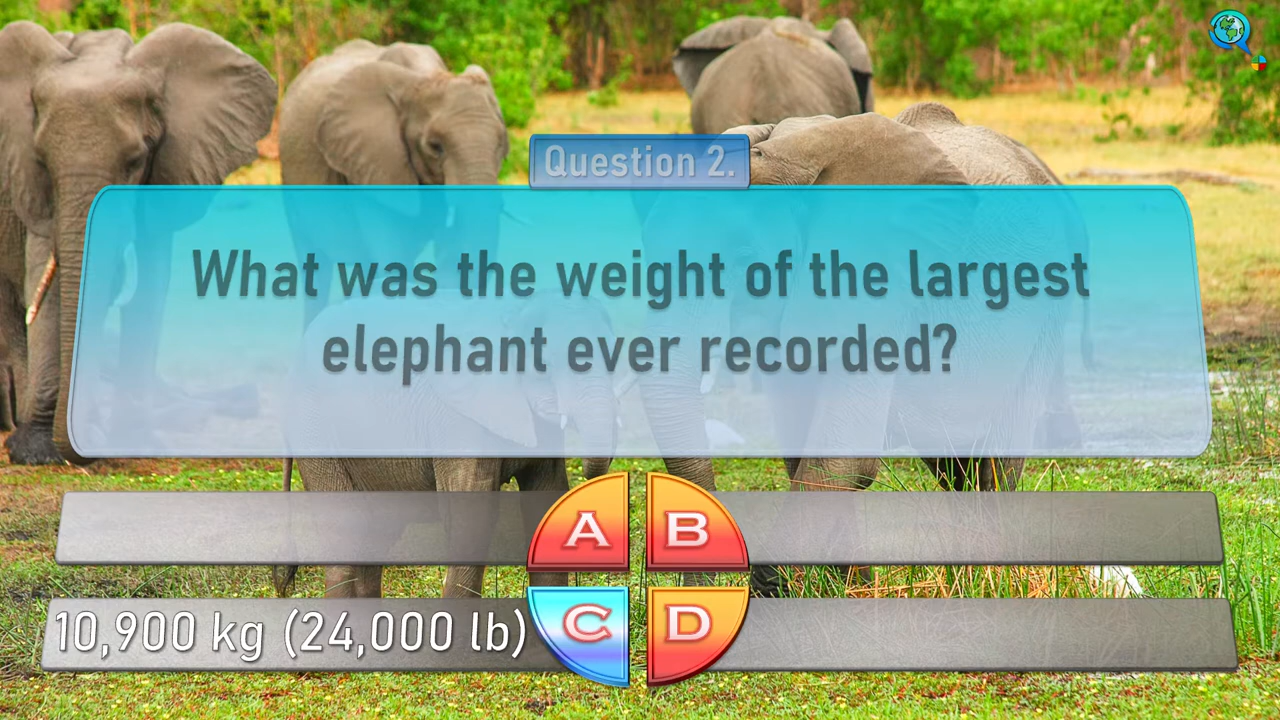 Question 2.
What was the weight of the largest
elephant ever recorded?
A
B
10,900 kg (24,000 lb)
C
D